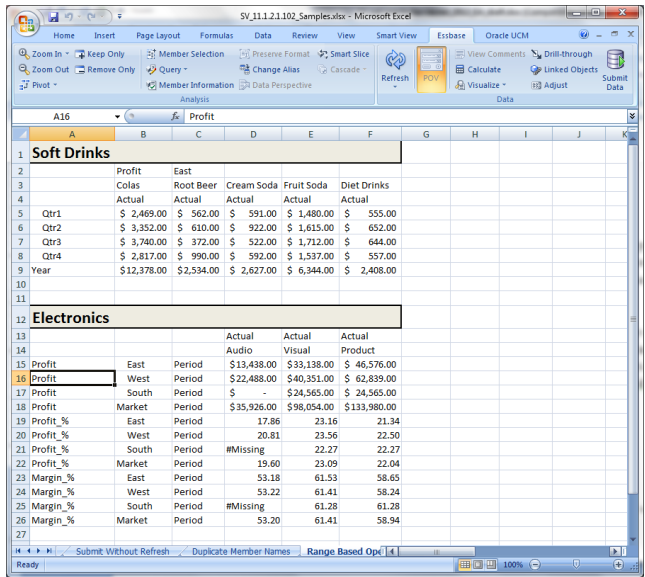 SV_11.1.2.1.102_Samples.xlsx - Microsoft Excel
Home Insert Page Layout Formulas Data Review View Smart View Essbase Oracle UCM
Zoom In Keep Only Member Selection Preserve Format Smart Slice View Comments Drill-through
Zoom Out Remove Only Query Change Alias Cascade Refresh POV Calculate Linked Objects Submit Data
Pivot Member Information Data Perspective Visualize Adjust
Analysis Data
A16 fx Profit
A B C D E F G H I J K
1 Soft Drinks
2 Profit East
3 Colas Root Beer Cream Soda Fruit Soda Diet Drinks
4 Actual Actual Actual Actual Actual
5 Qtr1 $ 2,469.00 $ 562.00 $ 591.00 $ 1,480.00 $ 555.00
6 Qtr2 $ 3,352.00 $ 610.00 $ 922.00 $ 1,615.00 $ 652.00
7 Qtr3 $ 3,740.00 $ 372.00 $ 522.00 $ 1,712.00 $ 644.00
8 Qtr4 $ 2,817.00 $ 990.00 $ 592.00 $ 1,537.00 $ 557.00
9 Year $12,378.00 $2,534.00 $ 2,627.00 $ 6,344.00 $ 2,408.00
10
11
12 Electronics
13 Actual Actual Actual
14 Audio Visual Product
15 Profit East Period $13,438.00 $33,138.00 $ 46,576.00
16 Profit West Period $22,488.00 $40,351.00 $ 62,839.00
17 Profit South Period $ - $24,565.00 $ 24,565.00
18 Profit Market Period $35,926.00 $98,054.00 $133,980.00
19 Profit_% East Period 17.86 23.16 21.34
20 Profit_% West Period 20.81 23.56 22.50
21 Profit_% South Period #Missing 22.27 22.27
22 Profit_% Market Period 19.60 23.09 22.04
23 Margin_% East Period 53.18 61.53 58.65
24 Margin_% West Period 53.22 61.41 58.24
25 Margin_% South Period #Missing 61.28 61.28
26 Margin_% Market Period 53.20 61.41 58.94
27
Submit Without Refresh Duplicate Member Names Range Based Ope
Ready 100%